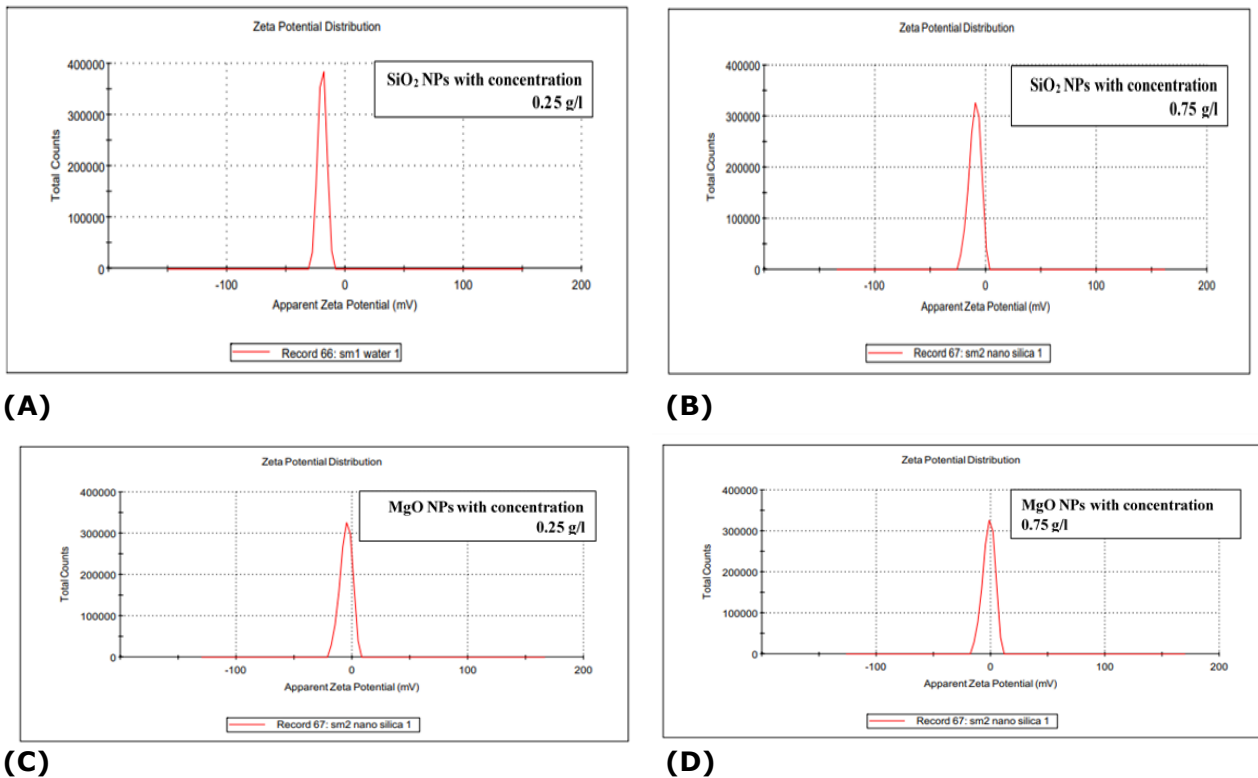 Zeta Potential Distribution
SiO₂ NPs with concentration
0.25 g/l
400000
300000
200000
100000
0
Total Counts
-100 0 100 200
Apparent Zeta Potential (mV)
Record 66: sm1 water 1
(A)
Zeta Potential Distribution
SiO₂ NPs with concentration
0.75 g/l
400000
300000
200000
100000
0
Total Counts
-100 0 100 200
Apparent Zeta Potential (mV)
Record 67: sm2 nano silica 1
(B)
Zeta Potential Distribution
MgO NPs with concentration
0.25 g/l
400000
300000
200000
100000
0
Total Counts
-100 0 100 200
Apparent Zeta Potential (mV)
Record 67: sm2 nano silica 1
(C)
Zeta Potential Distribution
MgO NPs with concentration
0.75 g/l
400000
300000
200000
100000
0
Total Counts
-100 0 100 200
Apparent Zeta Potential (mV)
Record 67: sm2 nano silica 1
(D)